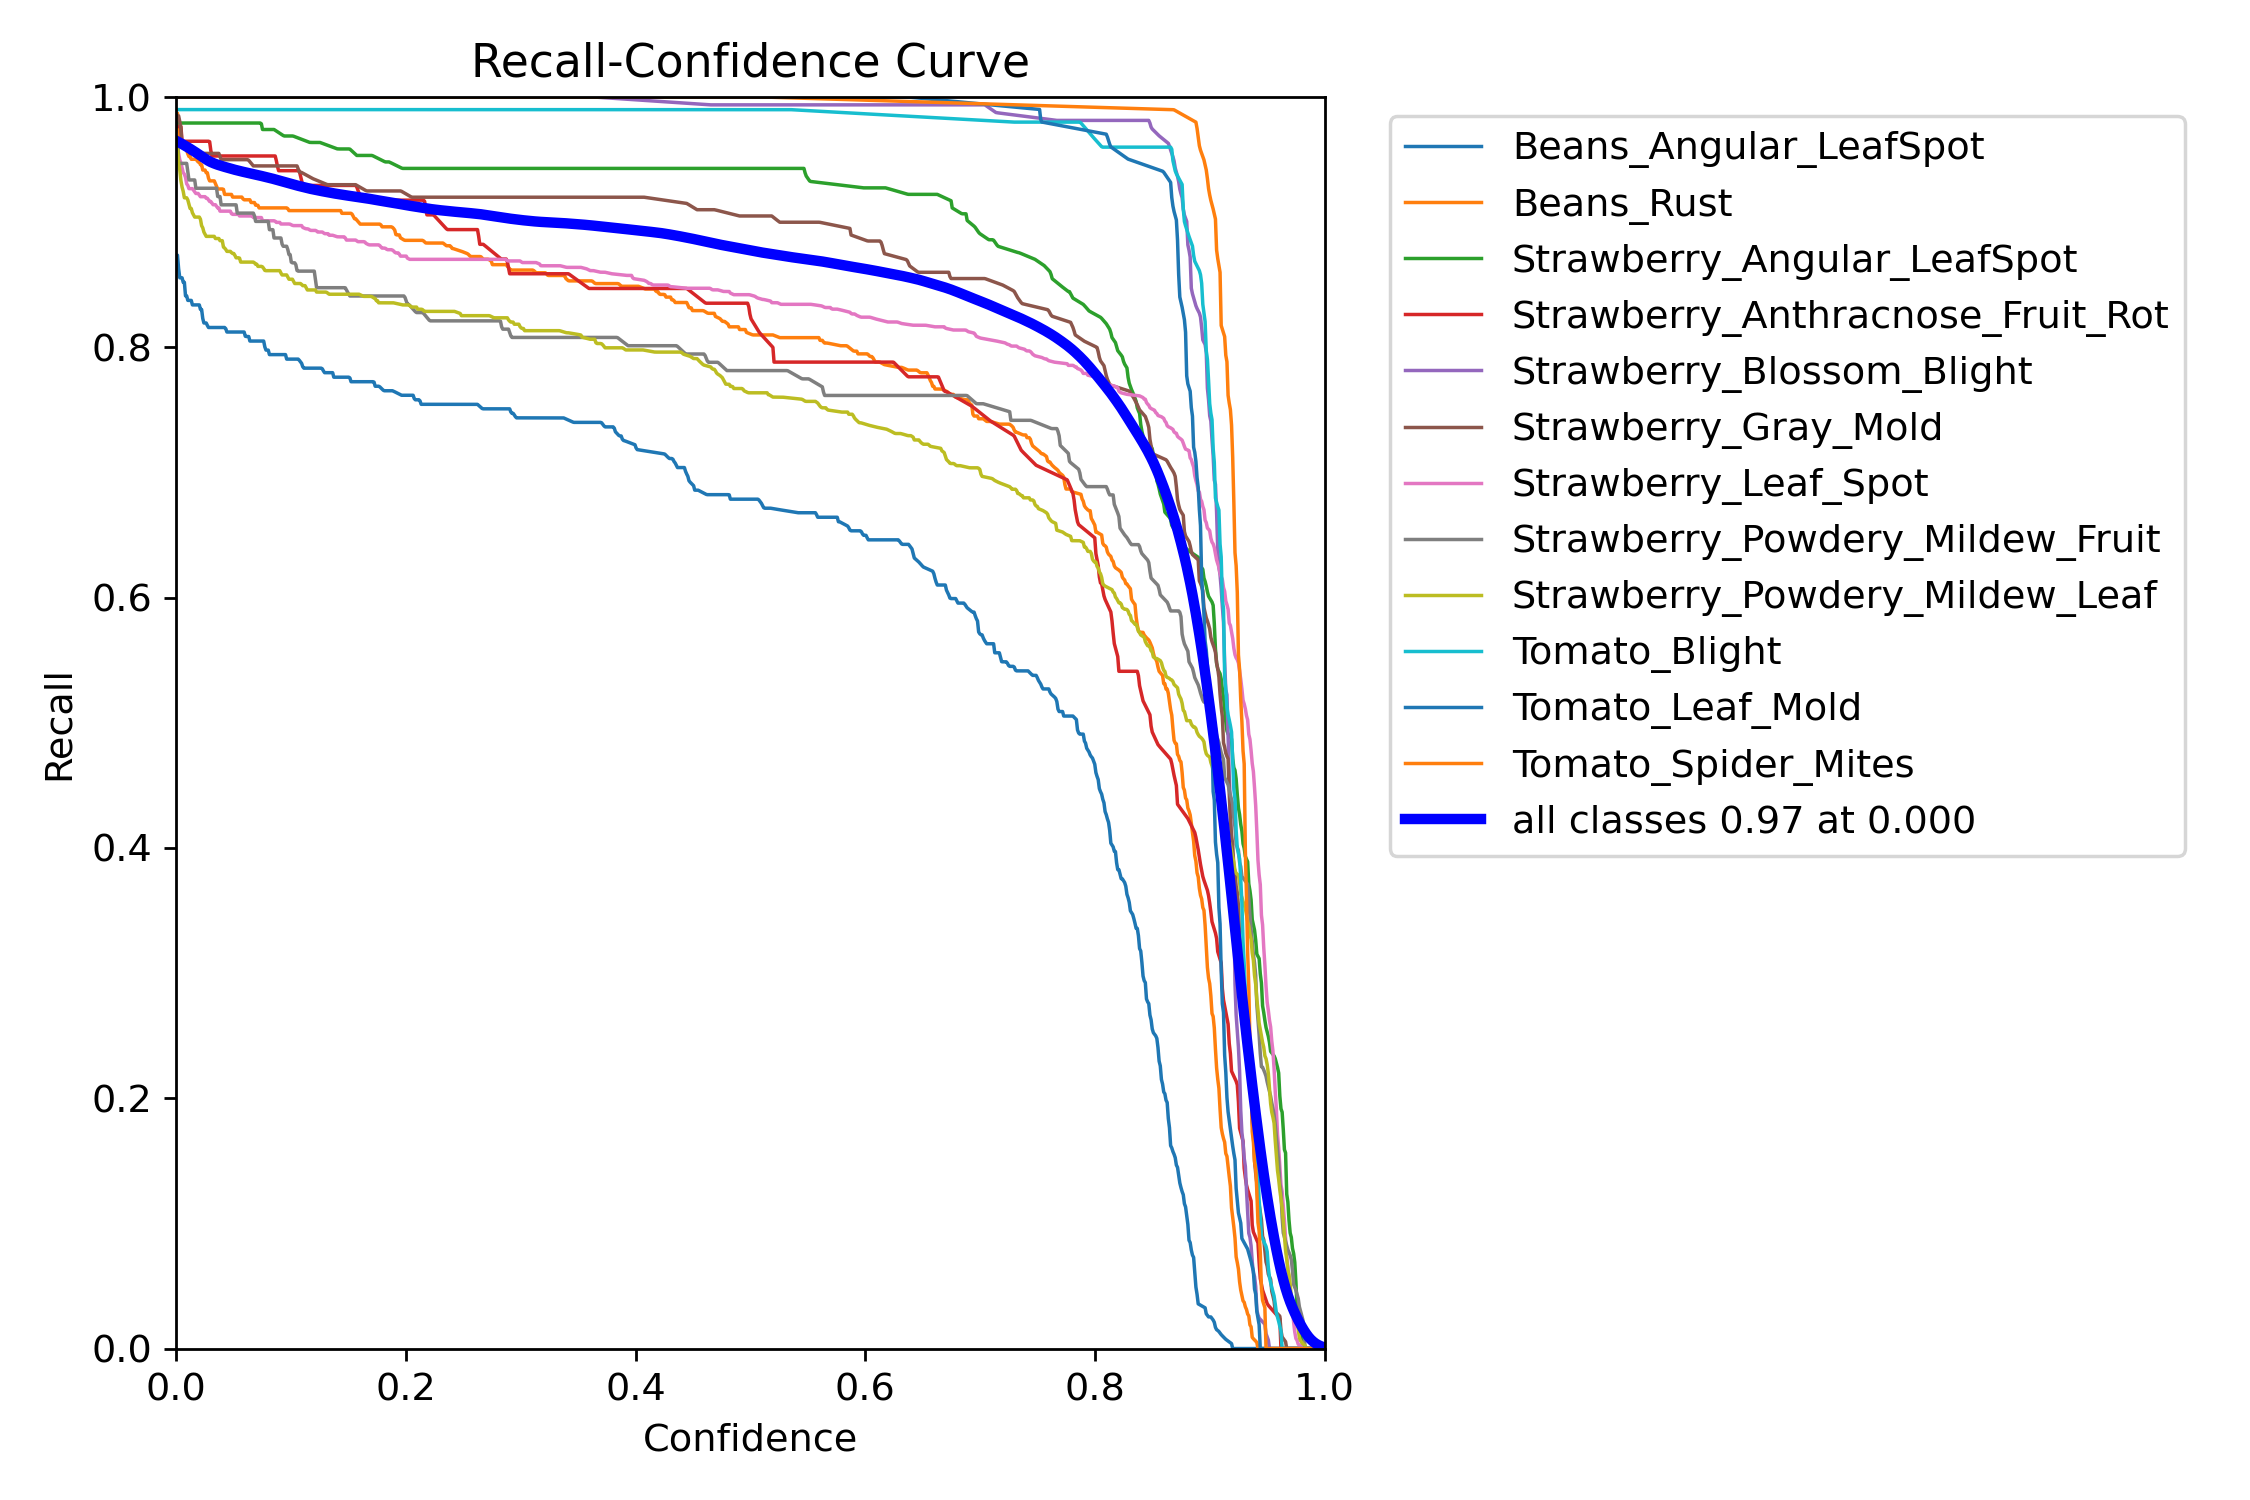 Recall-Confidence Curve
1.0
0.8
0.6
0.4
0.2
0.0
Recall
0.0 0.2 0.4 0.6 0.8 1.0
Confidence
Beans_Angular_LeafSpot
Beans_Rust
Strawberry_Angular_LeafSpot
Strawberry_Anthracnose_Fruit_Rot
Strawberry_Blossom_Blight
Strawberry_Gray_Mold
Strawberry_Leaf_Spot
Strawberry_Powdery_Mildew_Fruit
Strawberry_Powdery_Mildew_Leaf
Tomato_Blight
Tomato_Leaf_Mold
Tomato_Spider_Mites
all classes 0.97 at 0.000